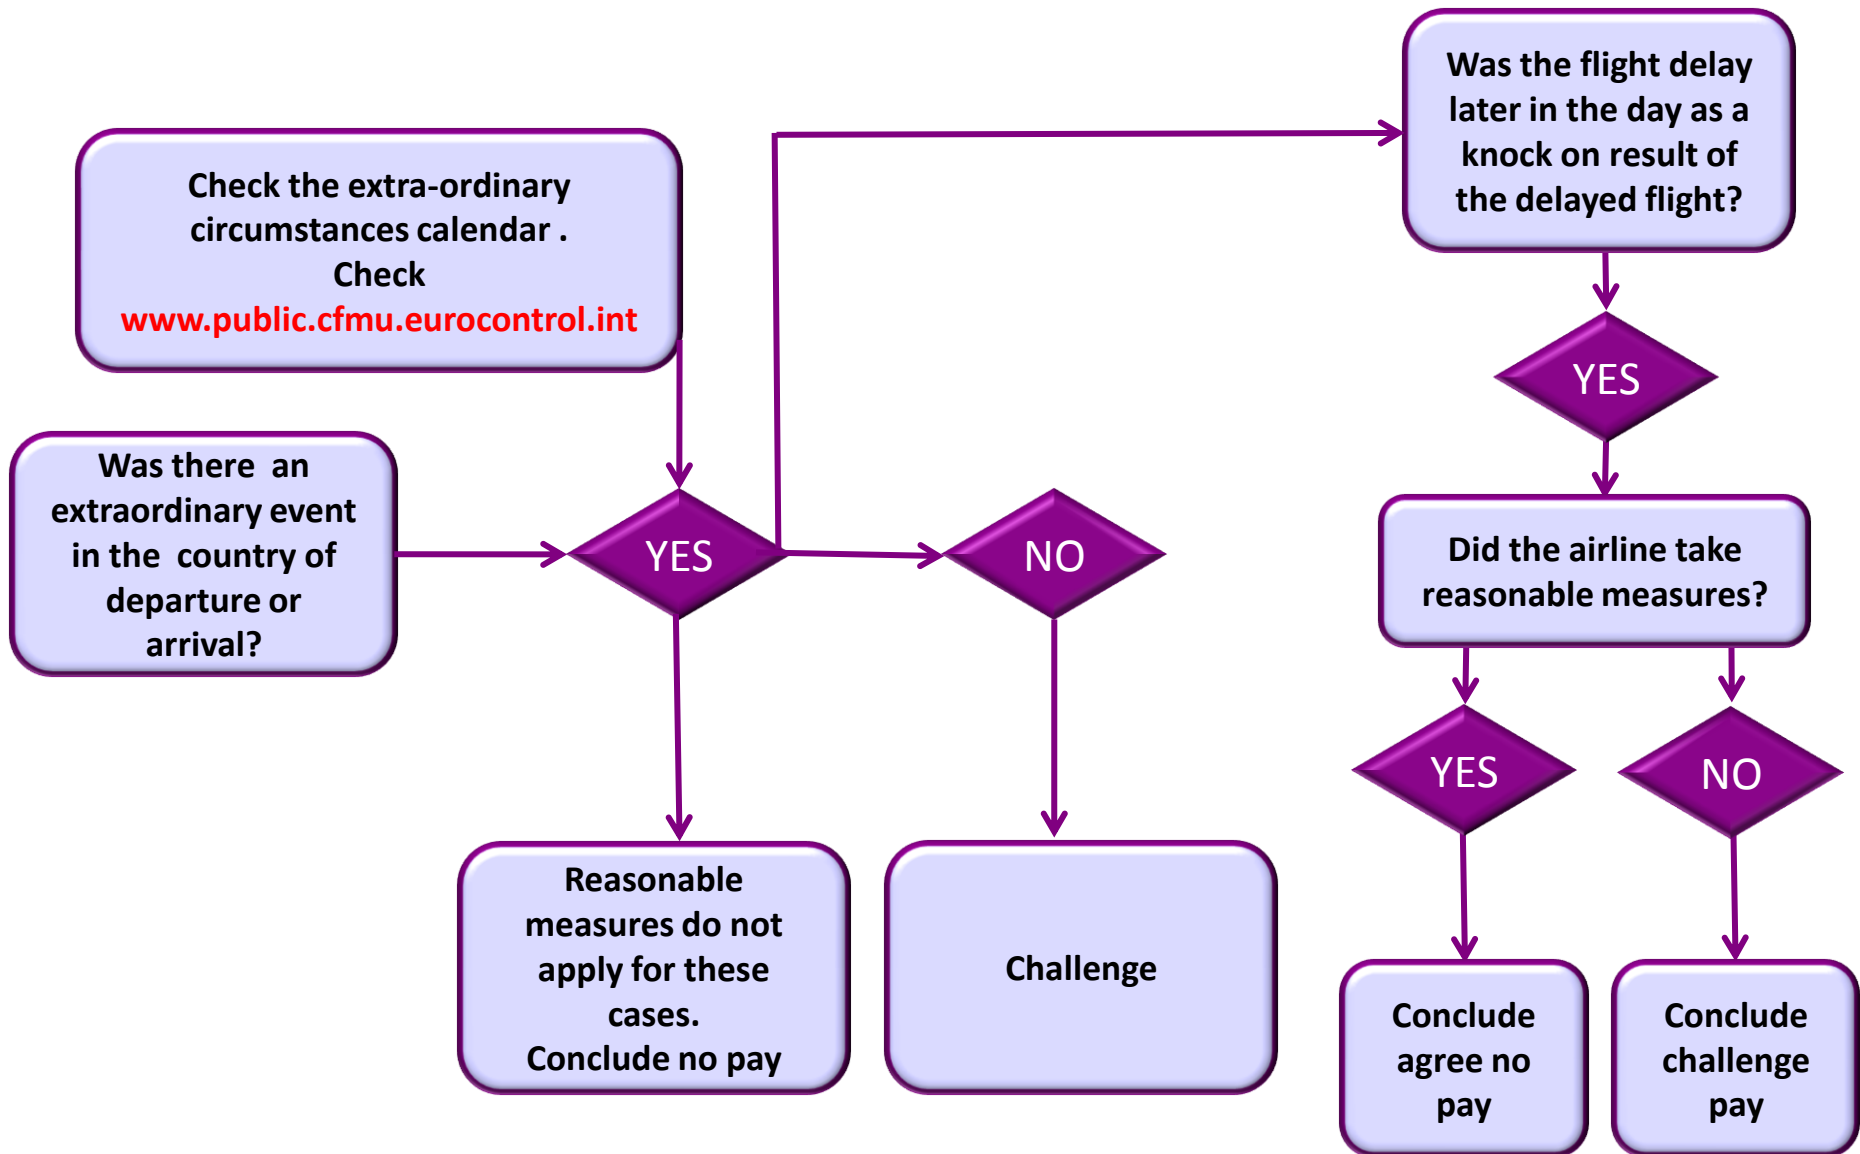 Check the extra-ordinary
circumstances calendar .
Check
www.public.cfmu.eurocontrol.int
Was there  an
extraordinary event
in the  country of
departure or
arrival?
YES
NO
Reasonable
measures do not
apply for these
cases.
Conclude no pay
Challenge
Was the flight delay
later in the day as a
knock on result of
the delayed flight?
YES
Did the airline take
reasonable measures?
YES
NO
Conclude
agree no
pay
Conclude
challenge
pay